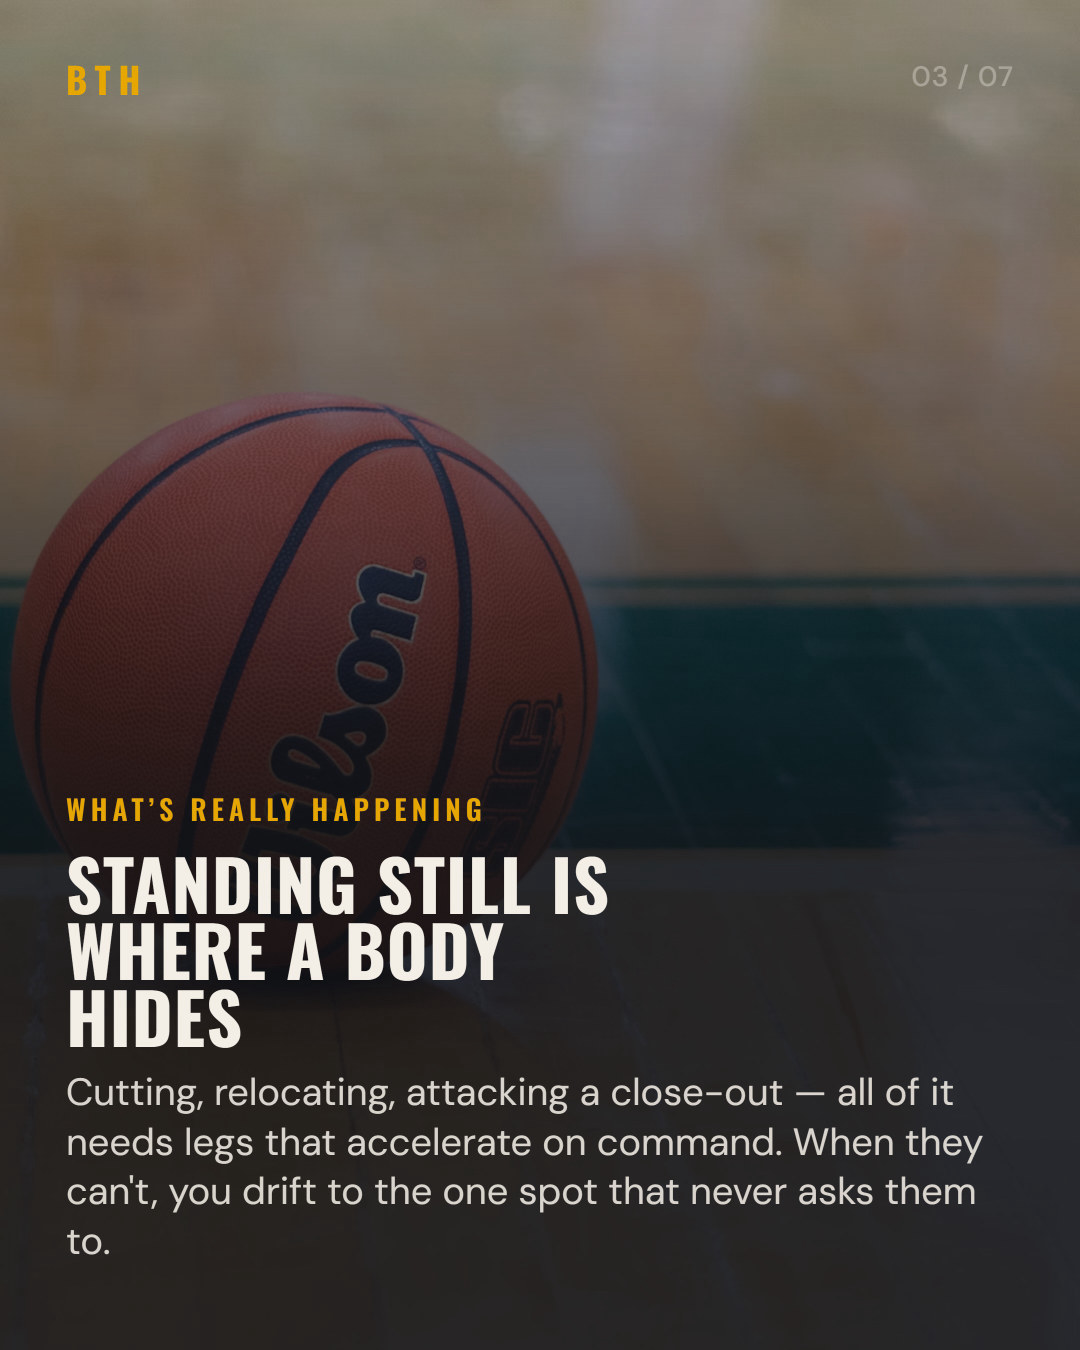 BTH
03 / 07
Wilson
®
SIC
WHAT’S REALLY HAPPENING
STANDING STILL IS
WHERE A BODY
HIDES
Cutting, relocating, attacking a close-out — all of it
needs legs that accelerate on command. When they
can't, you drift to the one spot that never asks them
to.